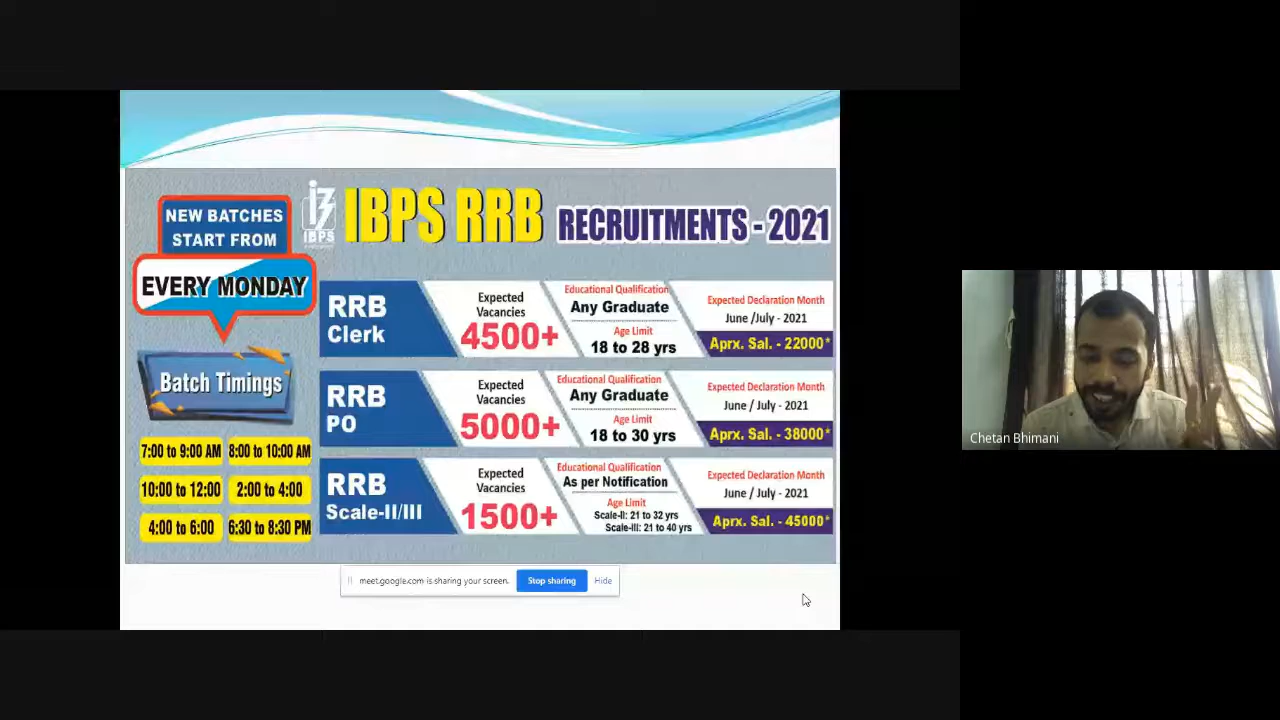 NEW BATCHES
START FROM
EVERY MONDAY
Batch Timings
7:00 to 9:00 AM
8:00 to 10:00 AM
10:00 to 12:00
2:00 to 4:00
4:00 to 6:00
6:30 to 8:30 PM
IBPS
IBPS RRB RECRUITMENTS - 2021
RRB
Clerk
Expected
Vacancies
4500+
Educational Qualification
Any Graduate
Age Limit
18 to 28 yrs
Expected Declaration Month
June /July - 2021
Aprx. Sal. - 22000*
RRB
PO
Expected
Vacancies
5000+
Educational Qualification
Any Graduate
Age Limit
18 to 30 yrs
Expected Declaration Month
June / July - 2021
Aprx. Sal. - 38000*
RRB
Scale-II/III
Expected
Vacancies
1500+
Educational Qualification
As per Notification
Age Limit
Scale-II: 21 to 32 yrs
Scale-III: 21 to 40 yrs
Expected Declaration Month
June / July - 2021
Aprx. Sal. - 45000*
meet.google.com is sharing your screen.
Stop sharing
Hide
Chetan Bhimani